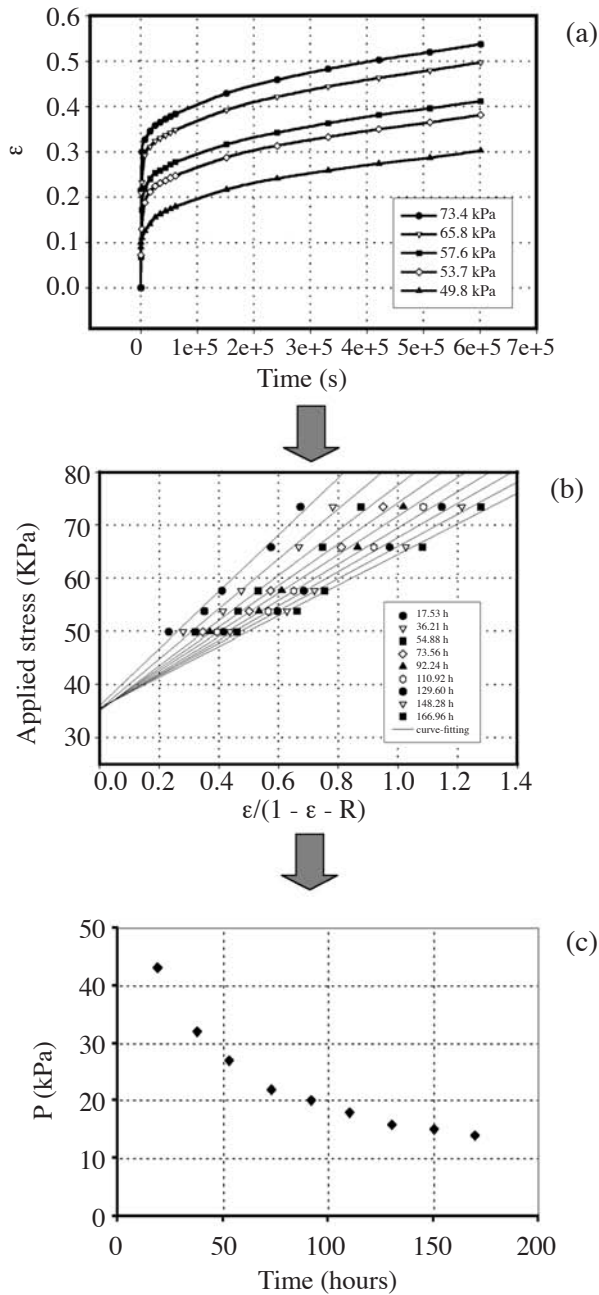 (a)
0.6
0.5
0.4
0.3
0.2
0.1
0.0
ε
73.4 kPa
65.8 kPa
57.6 kPa
53.7 kPa
49.8 kPa
0 1e+5 2e+5 3e+5 4e+5 5e+5 6e+5 7e+5
Time (s)
(b)
80
70
60
50
40
30
Applied stress (KPa)
17.53 h
36.21 h
54.88 h
73.56 h
92.24 h
110.92 h
129.60 h
148.28 h
166.96 h
curve-fitting
0.0 0.2 0.4 0.6 0.8 1.0 1.2 1.4
ε/(1 - ε - R)
(c)
50
40
30
20
10
0
P (kPa)
0 50 100 150 200
Time (hours)